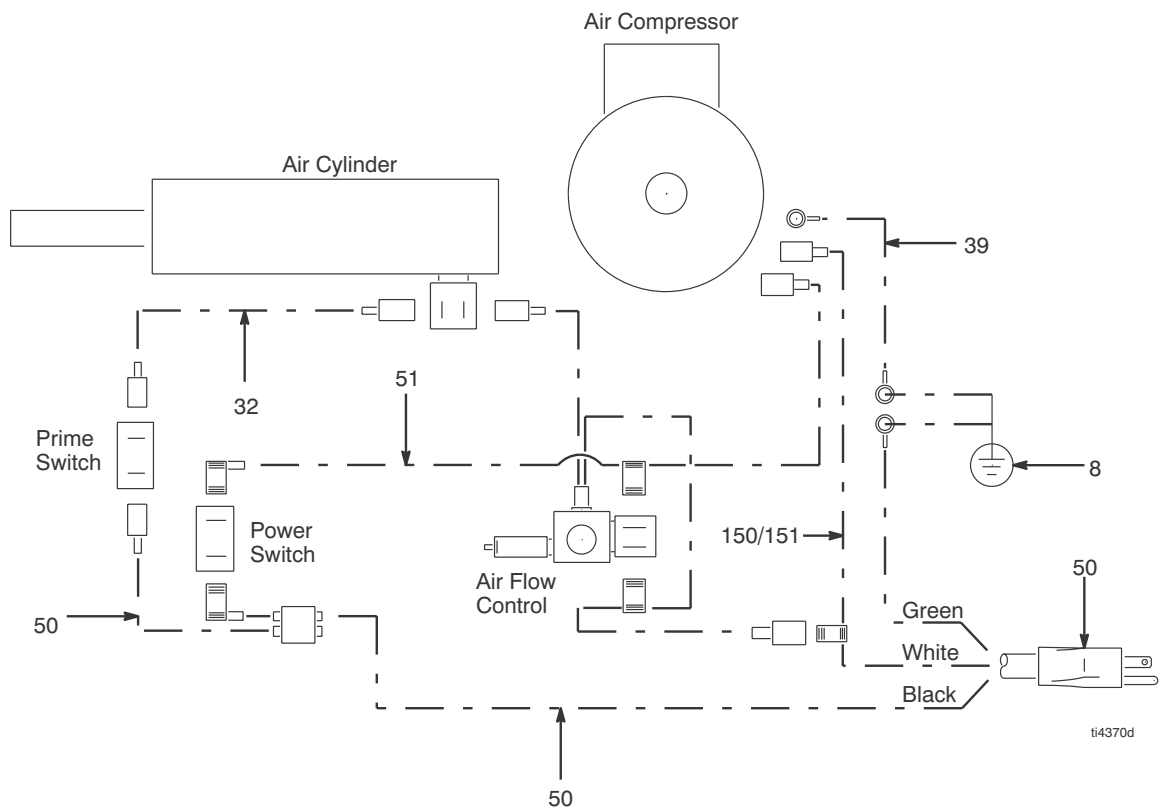 Air Compressor
Air Cylinder
39
51
32
Prime
Switch
8
Power
Switch
150/151
Air Flow
Control
50
50
Green
White
Black
ti4370d
50